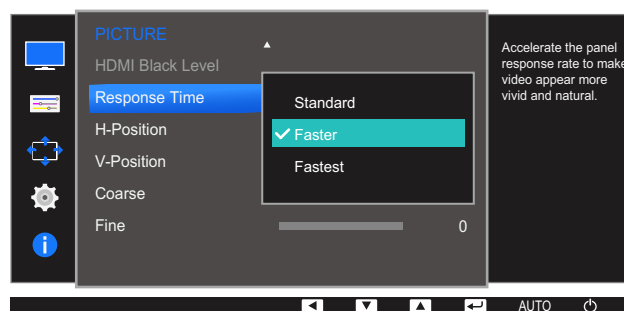 PICTURE
HDMI Black Level
Response Time
H-Position
V-Position
Coarse
Fine
Standard
Faster
Fastest
0
Accelerate the panel
response rate to make
video appear more
vivid and natural.
AUTO